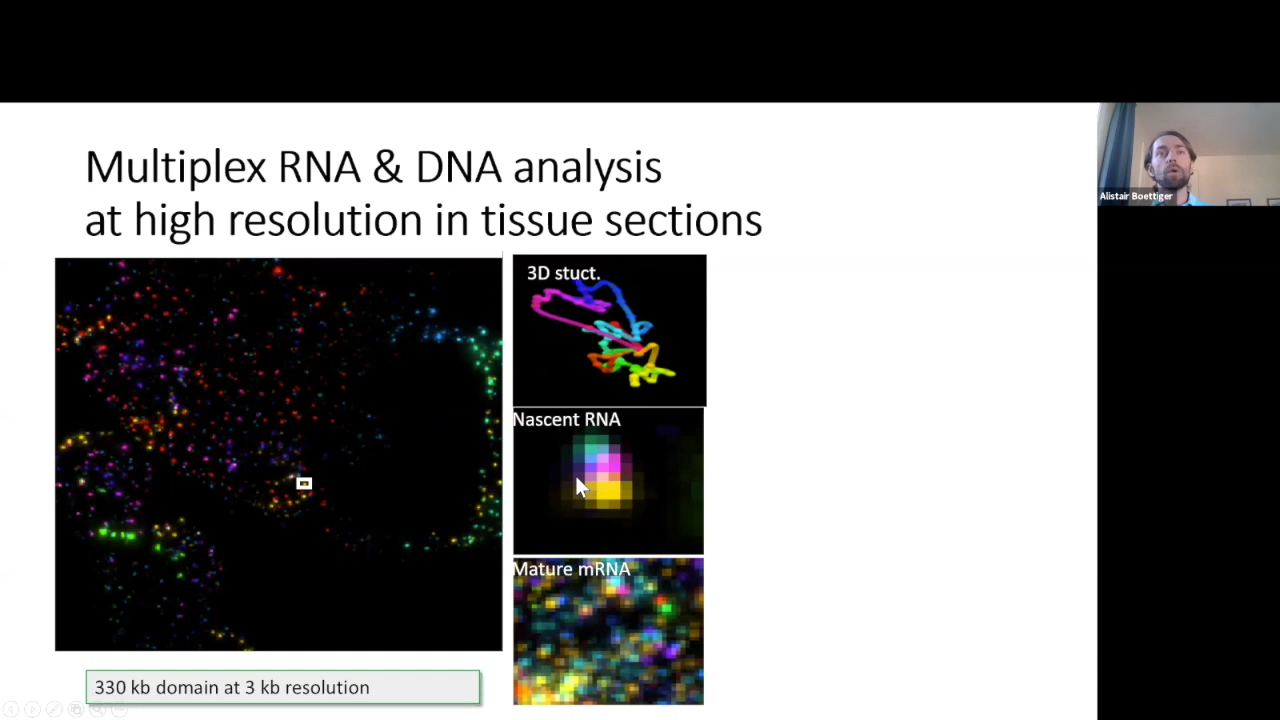 Multiplex RNA & DNA analysis
at high resolution in tissue sections
3D stuct.
Nascent RNA
Mature mRNA
330 kb domain at 3 kb resolution
Alistair Boettiger